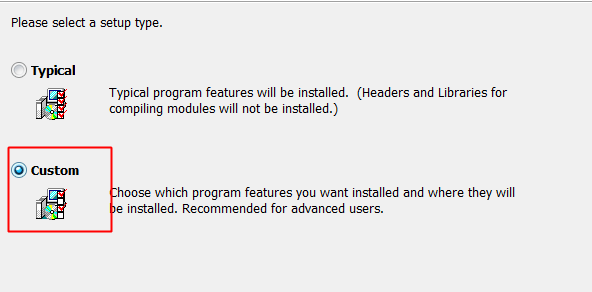 Please select a setup type.
Typical
Typical program features will be installed. (Headers and Libraries for
compiling modules will not be installed.)
Custom
Choose which program features you want installed and where they will
be installed. Recommended for advanced users.